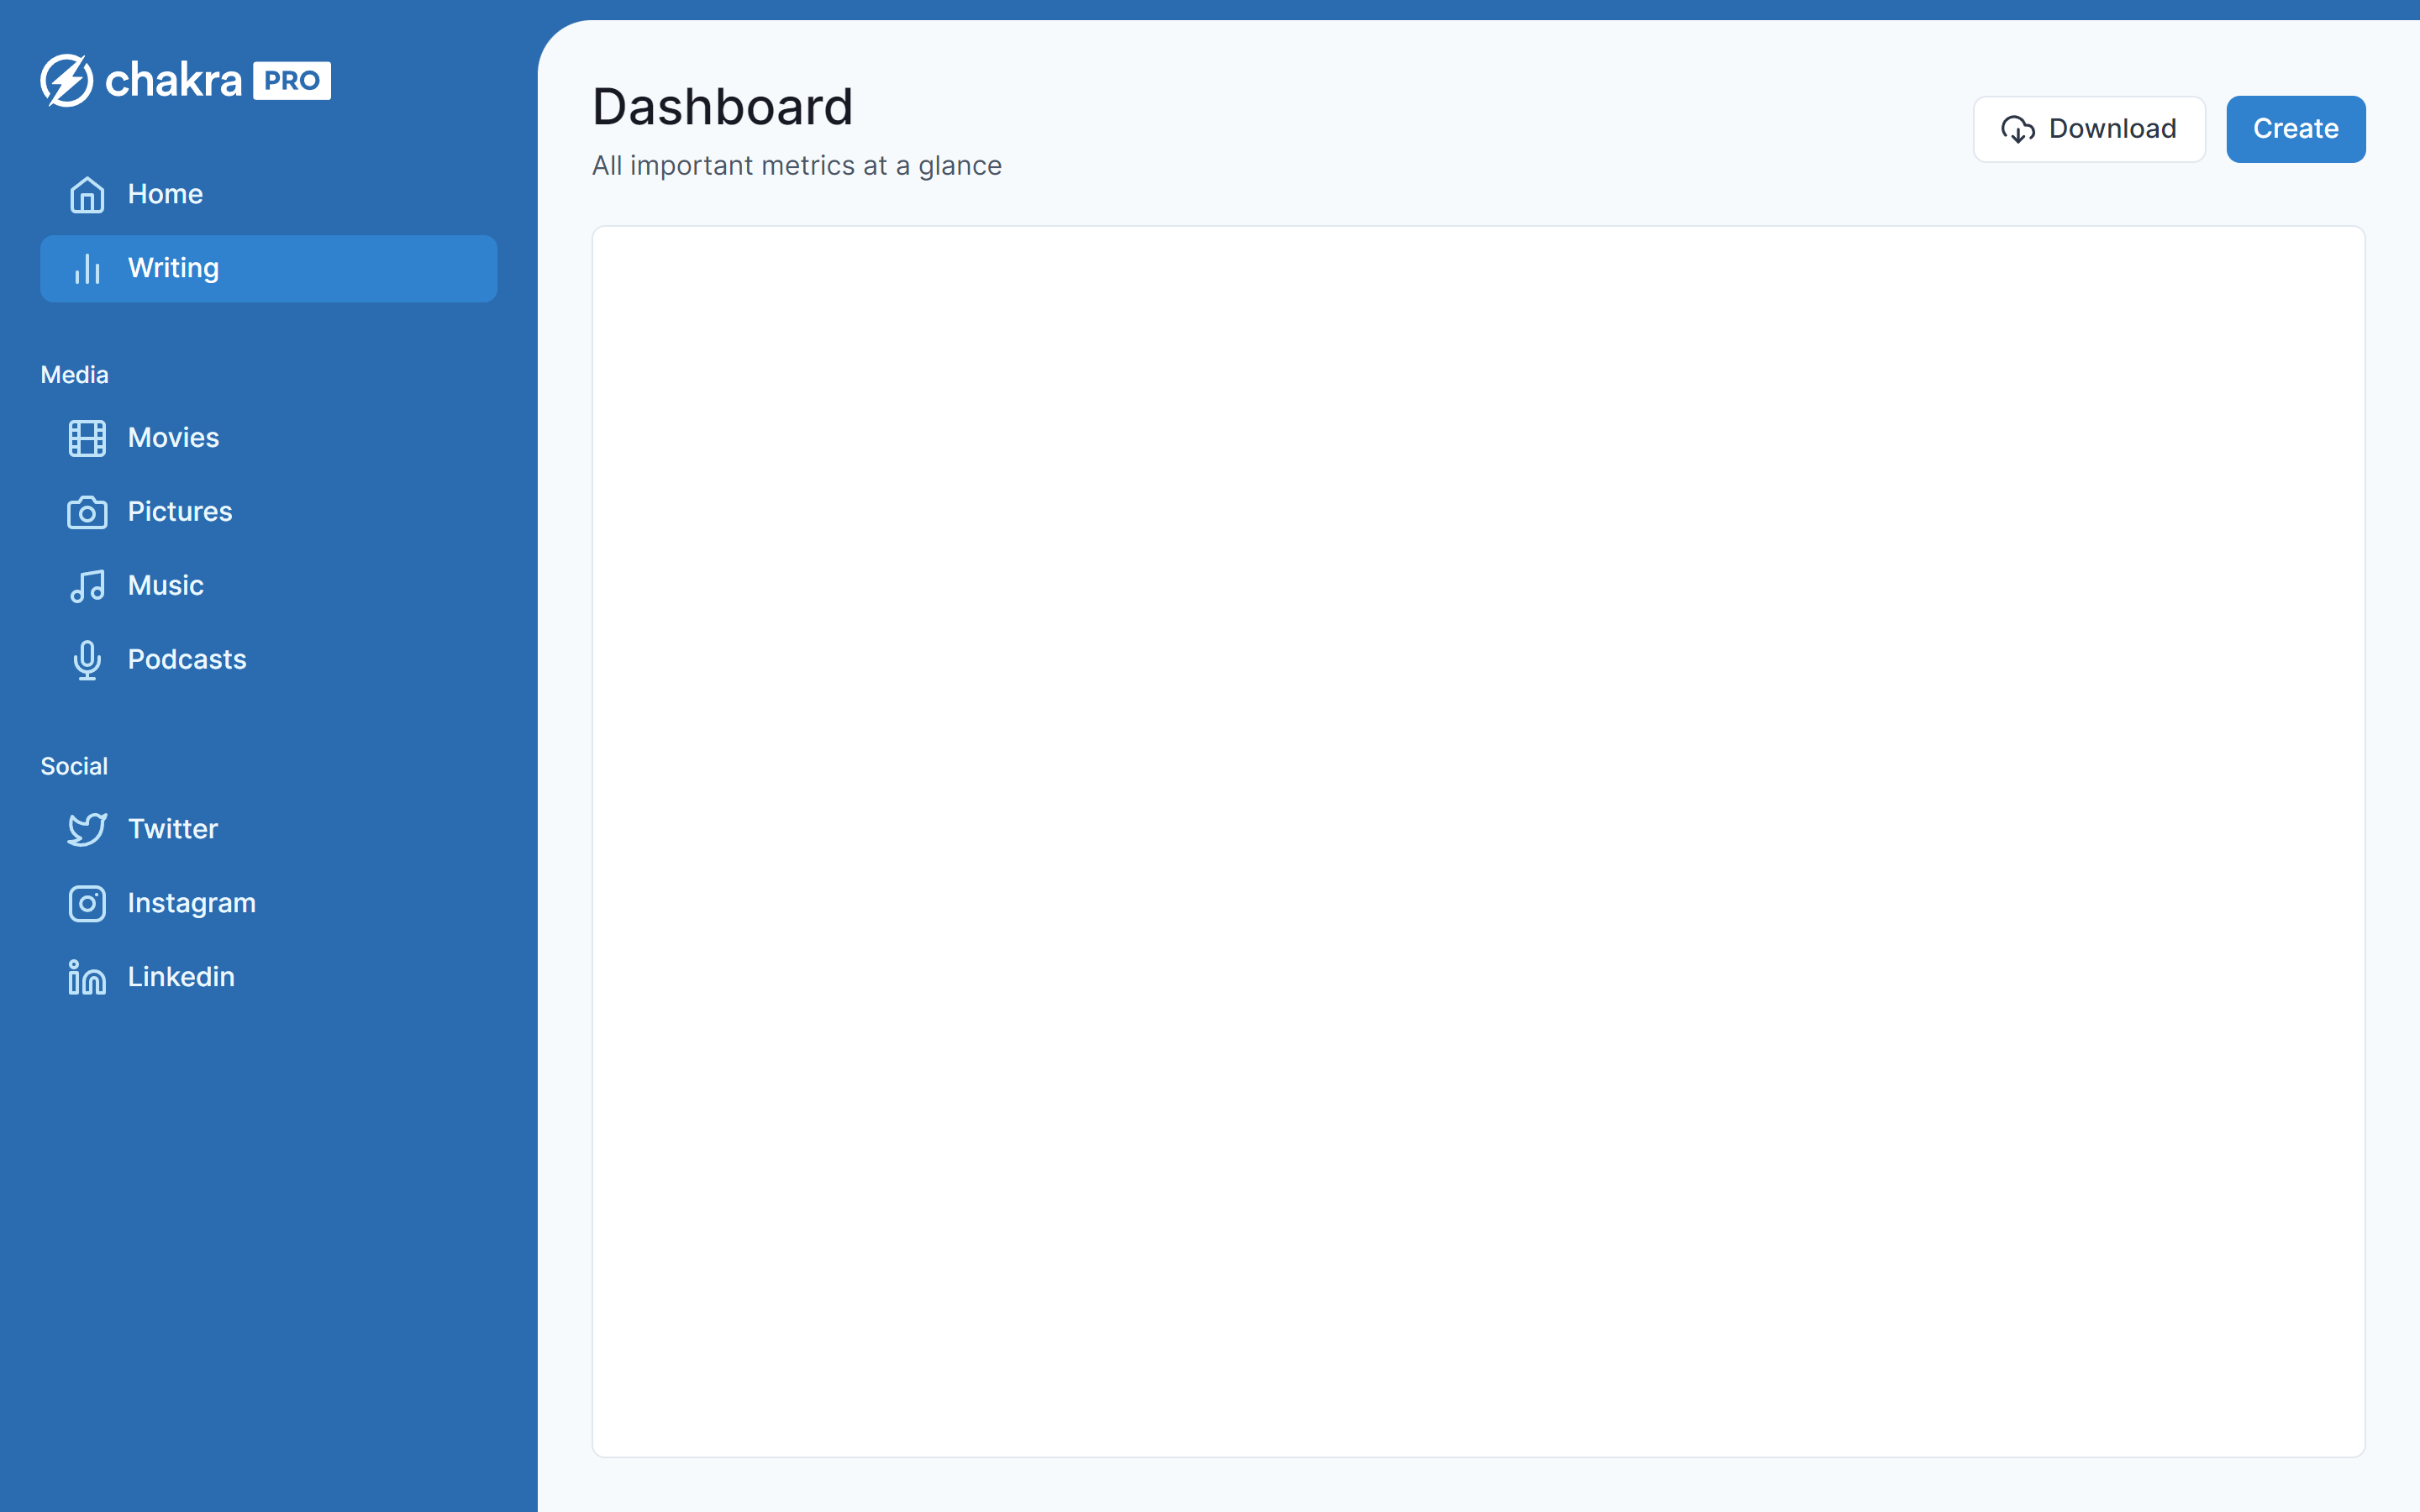 chakra PRO
Home
Writing
Media
Movies
Pictures
Music
Podcasts
Social
Twitter
Instagram
Linkedin
Dashboard
All important metrics at a glance
Download
Create